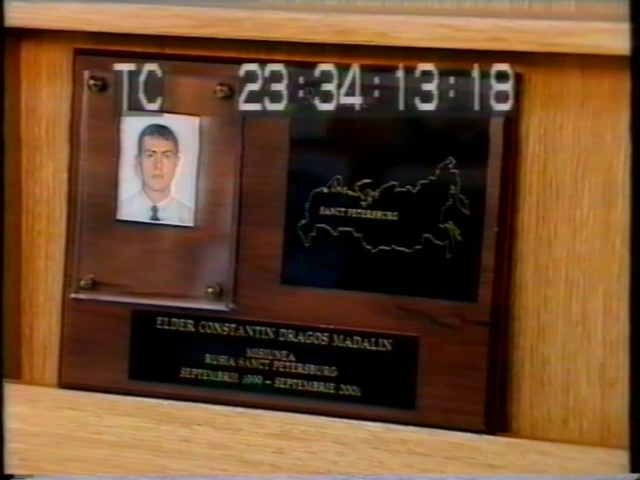 TC 23:34:13:18
SANCT PETERSBURG
ELDER CONSTANTIN DRAGOS MADALIN
MISIUNEA
RUSIA SANCT PETERSBURG
SEPTEMBRIE 1999 - SEPTEMBRIE 2001